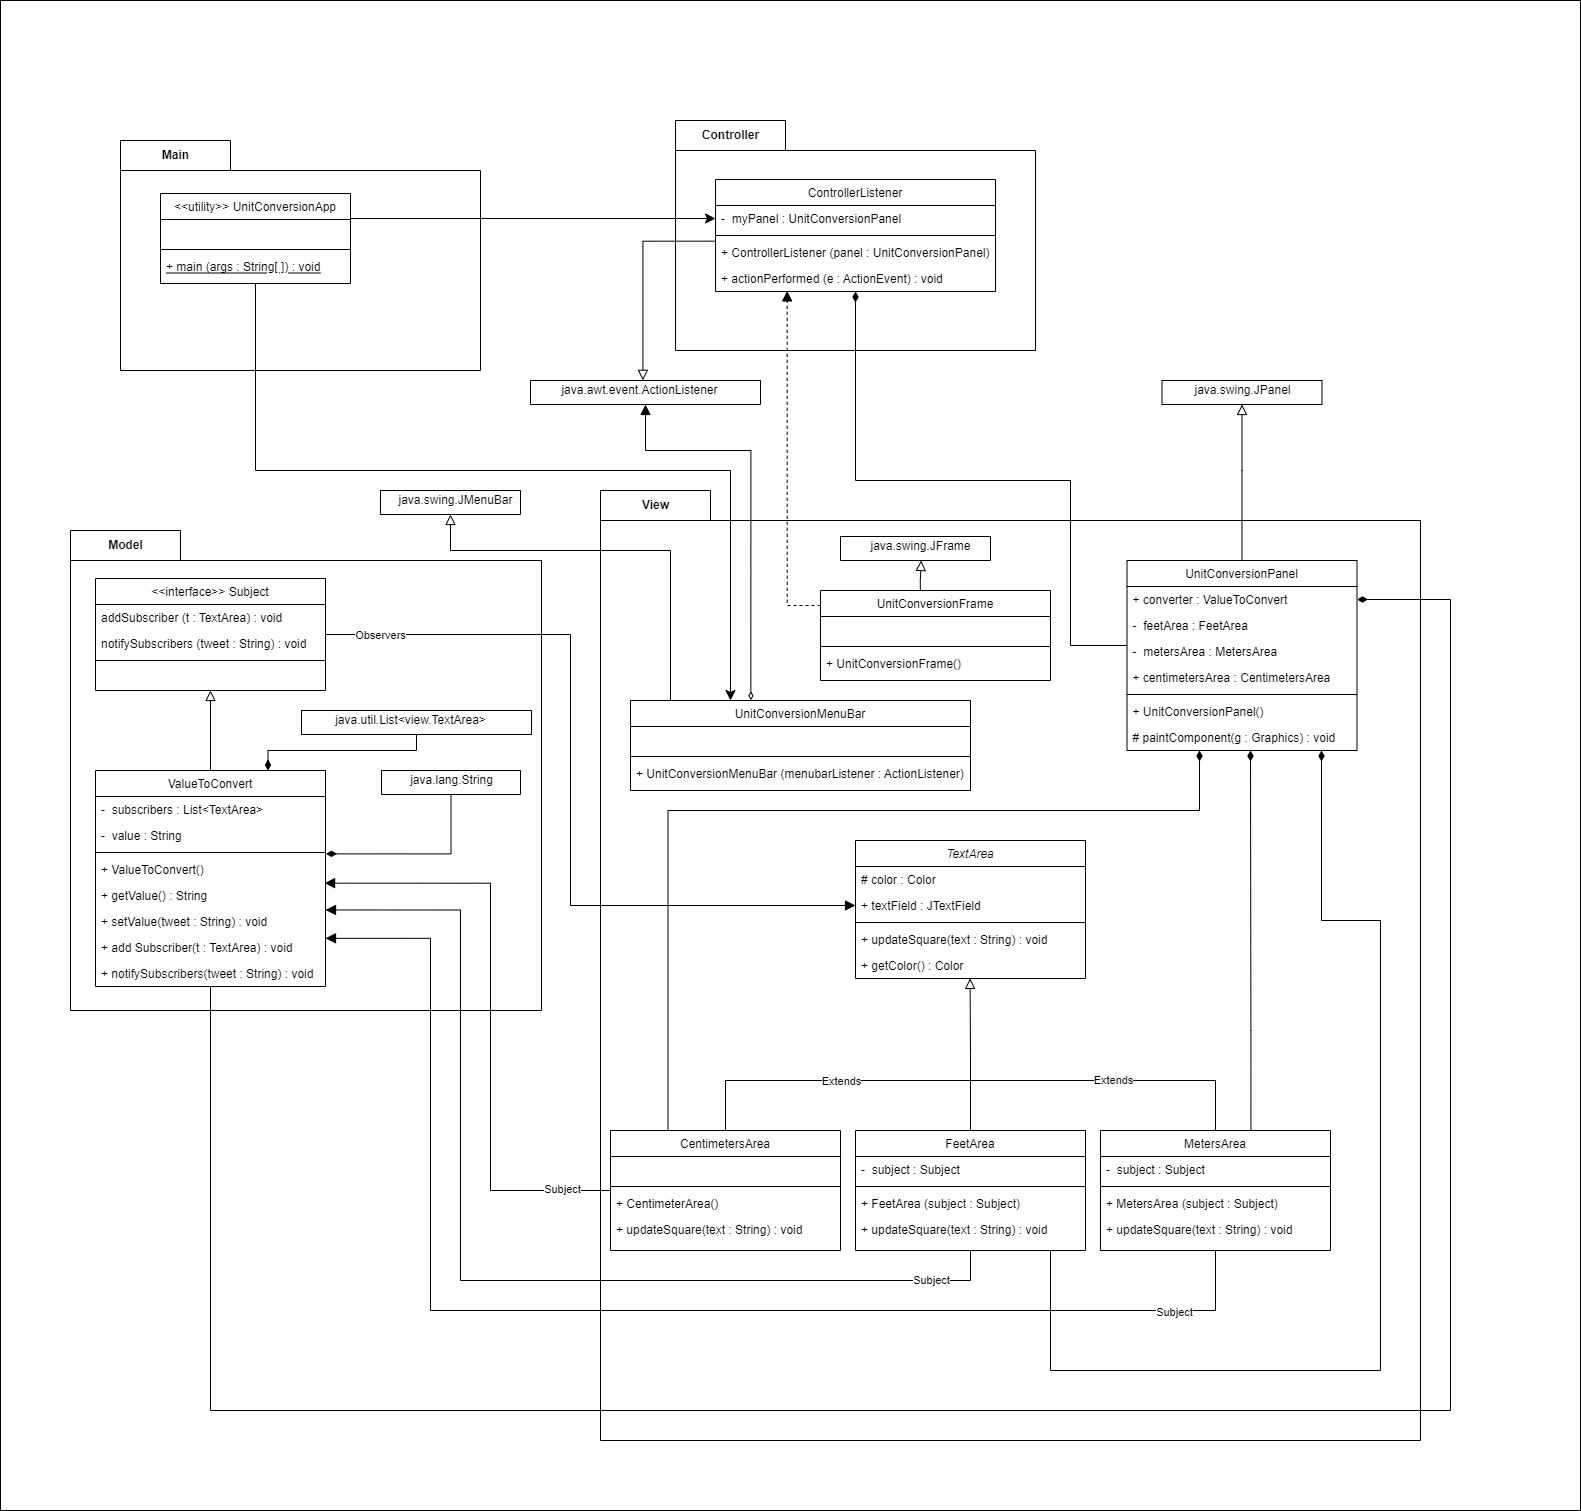 Main
<<utility>> UnitConversionApp
+ main (args : String[ ]) : void
Controller
ControllerListener
- myPanel : UnitConversionPanel
+ ControllerListener (panel : UnitConversionPanel)
+ actionPerformed (e : ActionEvent) : void
java.awt.event.ActionListener
java.swing.JPanel
java.swing.JMenuBar
View
Model
<<interface>> Subject
addSubscriber (t : TextArea) : void
notifySubscribers (tweet : String) : void
Observers
java.swing.JFrame
UnitConversionFrame
+ UnitConversionFrame()
UnitConversionPanel
+ converter : ValueToConvert
- feetArea : FeetArea
- metersArea : MetersArea
+ centimetersArea : CentimetersArea
+ UnitConversionPanel()
# paintComponent(g : Graphics) : void
UnitConversionMenuBar
+ UnitConversionMenuBar (menubarListener : ActionListener)
java.util.List<view.TextArea>
java.lang.String
ValueToConvert
- subscribers : List<TextArea>
- value : String
+ ValueToConvert()
+ getValue() : String
+ setValue(tweet : String) : void
+ add Subscriber(t : TextArea) : void
+ notifySubscribers(tweet : String) : void
TextArea
# color : Color
+ textField : JTextField
+ updateSquare(text : String) : void
+ getColor() : Color
Extends
Extends
CentimetersArea
+ CentimeterArea()
+ updateSquare(text : String) : void
FeetArea
- subject : Subject
+ FeetArea (subject : Subject)
+ updateSquare(text : String) : void
MetersArea
- subject : Subject
+ MetersArea (subject : Subject)
+ updateSquare(text : String) : void
Subject
Subject
Subject